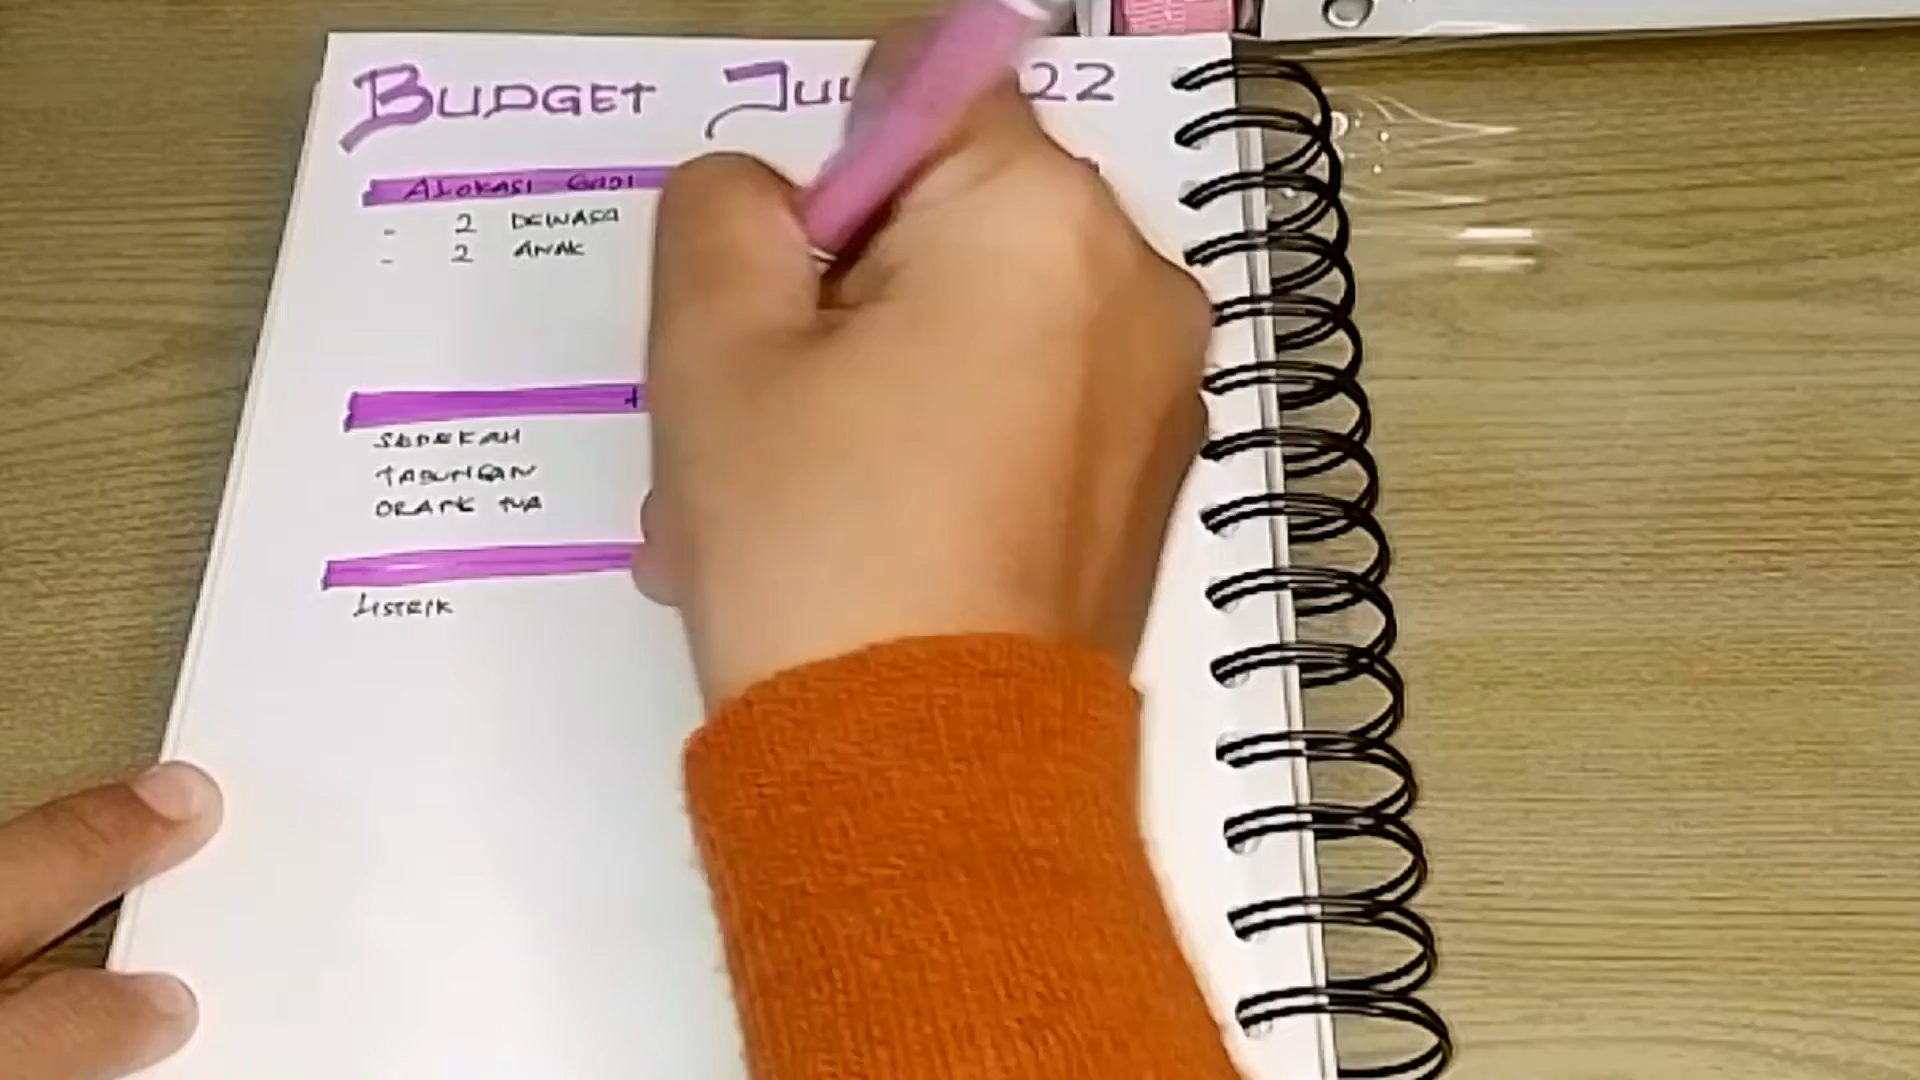 BUDGET JUL 22
ALOKASI GAJI
- 2 DEWASA
- 2 ANAK
SEDEKAH
TABUNGAN
ORANG TUA
LISTRIK